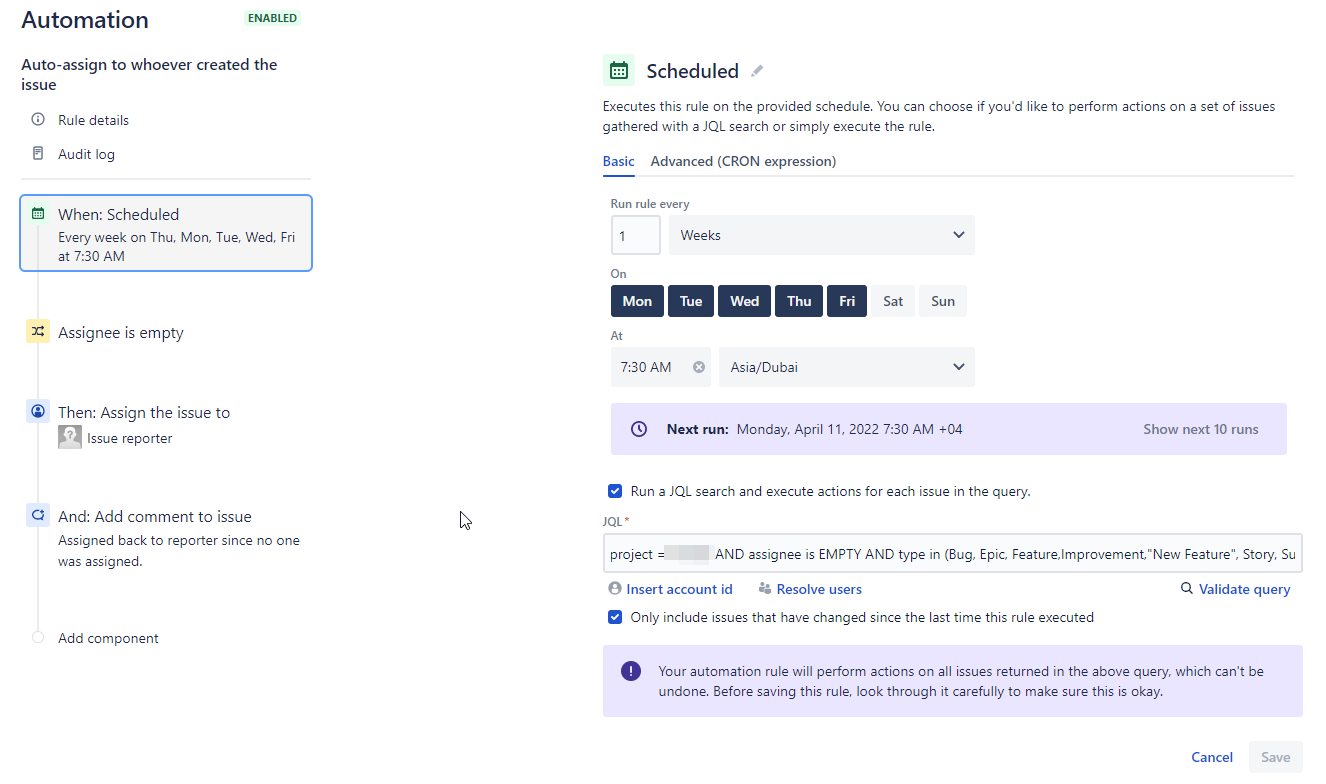 Automation
ENABLED
Auto-assign to whoever created the
issue
Rule details
Audit log
When: Scheduled
Every week on Thu, Mon, Tue, Wed, Fri
at 7:30 AM
Assignee is empty
Then: Assign the issue to
Issue reporter
And: Add comment to issue
Assigned back to reporter since no one
was assigned.
Add component
Scheduled
Executes this rule on the provided schedule. You can choose if you'd like to perform actions on a set of issues
gathered with a JQL search or simply execute the rule.
Basic Advanced (CRON expression)
Run rule every
1 Weeks
On
Mon Tue Wed Thu Fri Sat Sun
At
7:30 AM Asia/Dubai
Next run: Monday, April 11, 2022 7:30 AM +04 Show next 10 runs
Run a JQL search and execute actions for each issue in the query.
JQL *
project = AND assignee is EMPTY AND type in (Bug, Epic, Feature,Improvement,"New Feature", Story, Su
Insert account id Resolve users Validate query
Only include issues that have changed since the last time this rule executed
Your automation rule will perform actions on all issues returned in the above query, which can't be
undone. Before saving this rule, look through it carefully to make sure this is okay.
Cancel Save